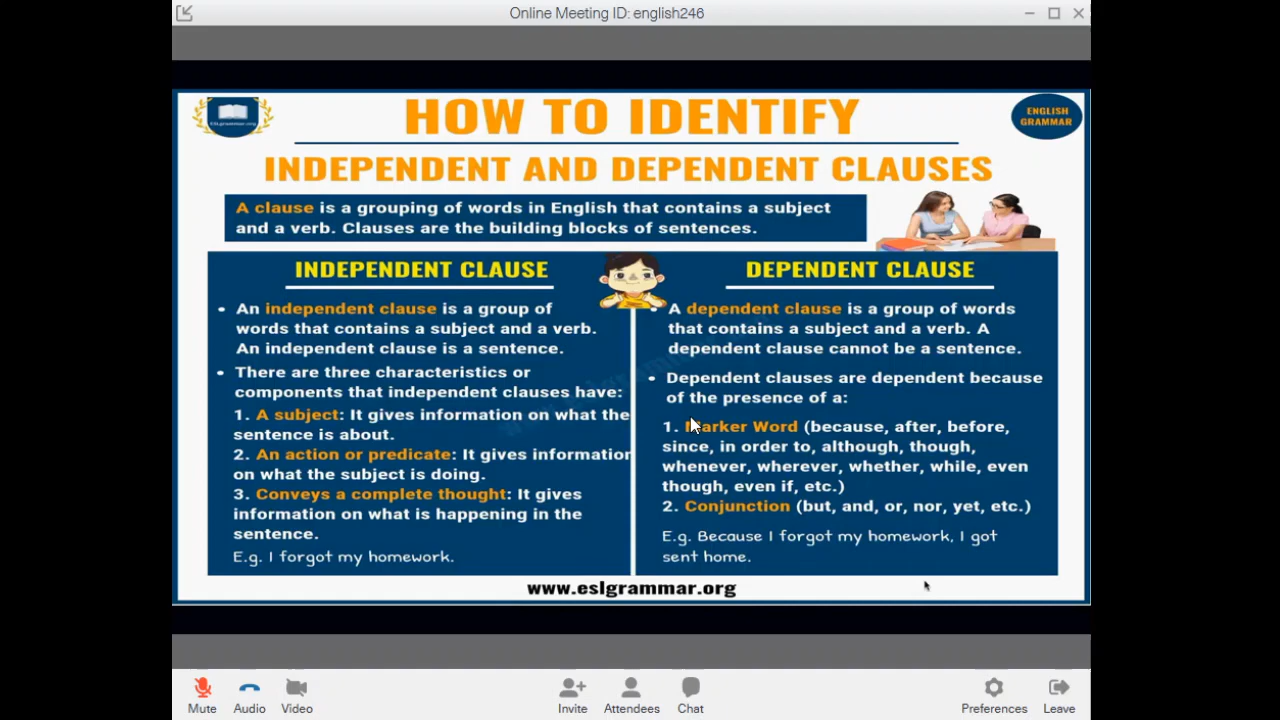 Online Meeting ID: english246
HOW TO IDENTIFY
ESLgrammar.org
ENGLISH
GRAMMAR
INDEPENDENT AND DEPENDENT CLAUSES
A clause is a grouping of words in English that contains a subject
and a verb. Clauses are the building blocks of sentences.
INDEPENDENT CLAUSE
• An independent clause is a group of
words that contains a subject and a verb.
An independent clause is a sentence.
• There are three characteristics or
components that independent clauses have:
1. A subject: It gives information on what the
sentence is about.
2. An action or predicate: It gives information
on what the subject is doing.
3. Conveys a complete thought: It gives
information on what is happening in the
sentence.
E.g. I forgot my homework.
DEPENDENT CLAUSE
• A dependent clause is a group of words
that contains a subject and a verb. A
dependent clause cannot be a sentence.
• Dependent clauses are dependent because
of the presence of a:
1. Marker Word (because, after, before,
since, in order to, although, though,
whenever, wherever, whether, while, even
though, even if, etc.)
2. Conjunction (but, and, or, nor, yet, etc.)
E.g. Because I forgot my homework, I got
sent home.
www.eslgrammar.org
Mute
Audio
Video
Invite
Attendees
Chat
Preferences
Leave